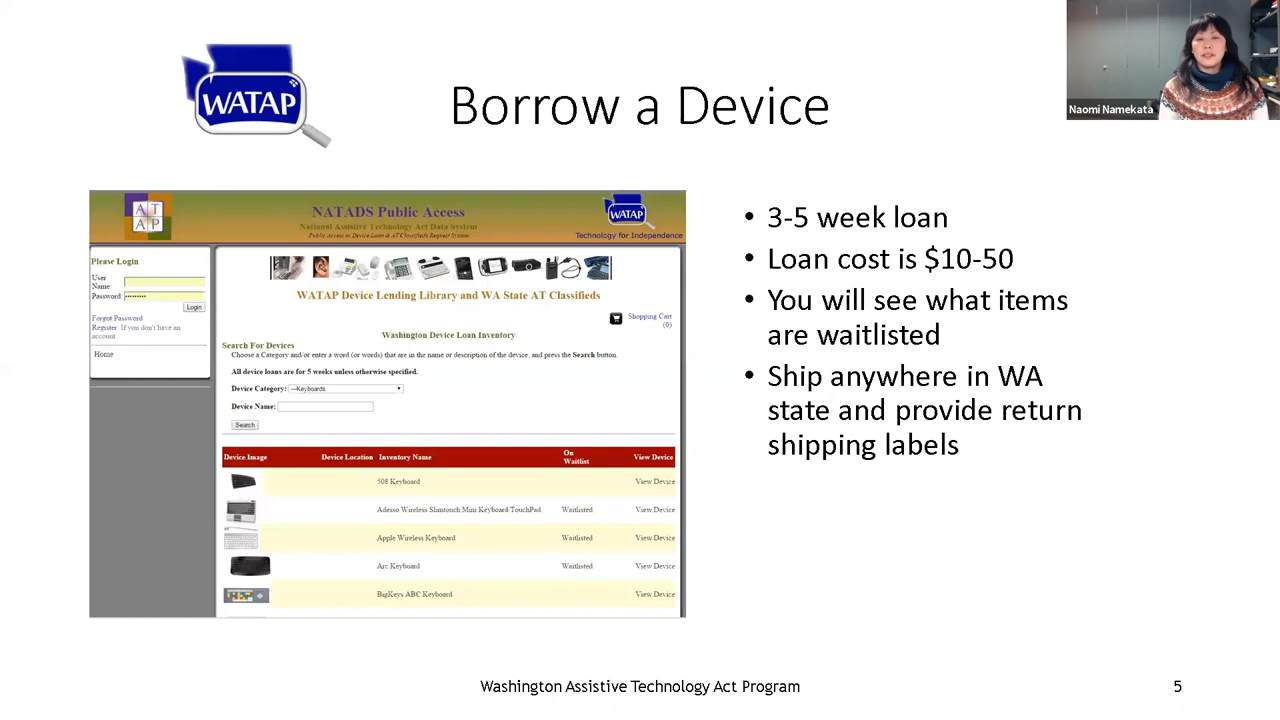 WATAP
Borrow a Device
Naomi Namekata
A T
A P
NATADS Public Access
National Assistive Technology Act Data System
Public Access to Device Loan & AT Classifieds Request System
WATAP
Technology for Independence
Please Login
User
Name:
Password:
Login
Forgot Password
Register If you don't have an
account
Home
WATAP Device Lending Library and WA State AT Classifieds
Shopping Cart
(0)
Washington Device Loan Inventory
Search For Devices
Choose a Category and/or enter a word (or words) that are in the name or description of the device, and press the Search button.
All device loans are for 5 weeks unless otherwise specified.
Device Category: ---Keyboards
Device Name:
Search
Device Image Device Location Inventory Name On Waitlist View Device
508 Keyboard View Device
Adesso Wireless Slimtouch Mini Keyboard/TouchPad Waitlisted View Device
Apple Wireless Keyboard Waitlisted View Device
Arc Keyboard Waitlisted View Device
BigKeys ABC Keyboard View Device
• 3-5 week loan
• Loan cost is $10-50
• You will see what items
are waitlisted
• Ship anywhere in WA
state and provide return
shipping labels
Washington Assistive Technology Act Program
5